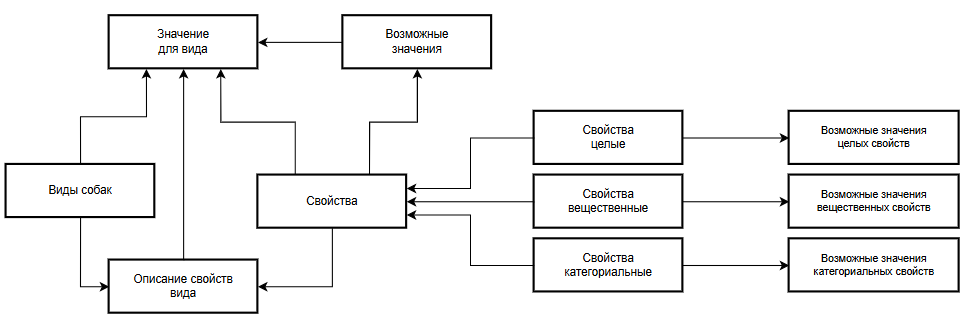 Значение
для вида
Возможные
значения
Свойства
целые
Возможные значения
целых свойств
Виды собак
Свойства
Свойства
вещественные
Возможные значения
вещественных свойств
Описание свойств
вида
Свойства
категориальные
Возможные значения
категориальных свойств